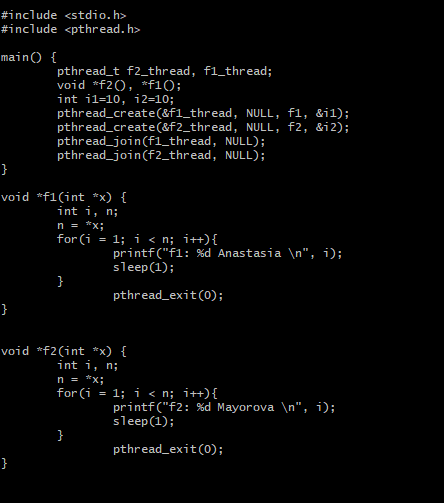 #include <stdio.h>
#include <pthread.h>
main() {
pthread_t f2_thread, f1_thread;
void *f2(), *f1();
int i1=10, i2=10;
pthread_create(&f1_thread, NULL, f1, &i1);
pthread_create(&f2_thread, NULL, f2, &i2);
pthread_join(f1_thread, NULL);
pthread_join(f2_thread, NULL);
}
void *f1(int *x) {
int i, n;
n = *x;
for(i = 1; i < n; i++){
printf("f1: %d Anastasia \n", i);
sleep(1);
}
pthread_exit(0);
}
void *f2(int *x) {
int i, n;
n = *x;
for(i = 1; i < n; i++){
printf("f2: %d Mayorova \n", i);
sleep(1);
}
pthread_exit(0);
}